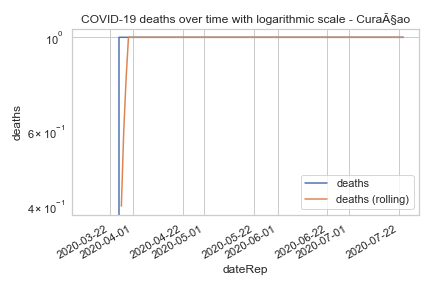 COVID-19 deaths over time with logarithmic scale - CuraÃ§ao
10⁰
6 × 10⁻¹
4 × 10⁻¹
deaths
deaths
deaths (rolling)
2020-03-22
2020-04-01
2020-04-22
2020-05-01
2020-05-22
2020-06-01
2020-06-22
2020-07-01
2020-07-22
dateRep